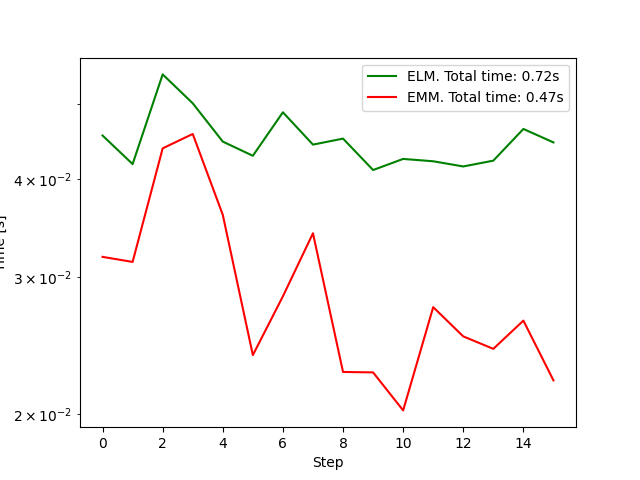 ELM. Total time: 0.72s
EMM. Total time: 0.47s
4 × 10⁻²
3 × 10⁻²
2 × 10⁻²
Time [s]
0 2 4 6 8 10 12 14
Step